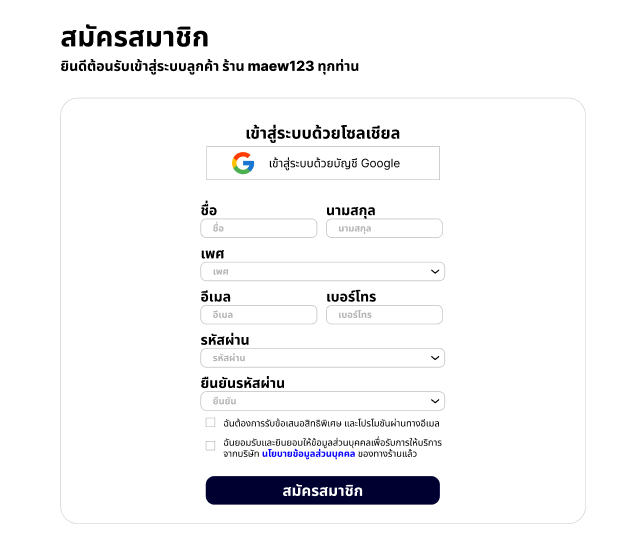 สมัครสมาชิก
ยินดีต้อนรับเข้าสู่ระบบลูกค้า ร้าน maew123 ทุกท่าน
เข้าสู่ระบบด้วยโซลเชียล
เข้าสู่ระบบด้วยบัญชี Google
ชื่อ นามสกุล
ชื่อ นามสกุล
เพศ
เพศ
อีเมล เบอร์โทร
อีเมล เบอร์โทร
รหัสผ่าน
รหัสผ่าน
ยืนยันรหัสผ่าน
ยืนยัน
ฉันต้องการรับข้อเสนอสิทธิพิเศษ และโปรโมชันผ่านทางอีเมล
ฉันยอมรับและยินยอมให้ข้อมูลส่วนบุคคลเพื่อรับการให้บริการ
จากบริษัท นโยบายข้อมูลส่วนบุคคล ของทางร้านแล้ว
สมัครสมาชิก